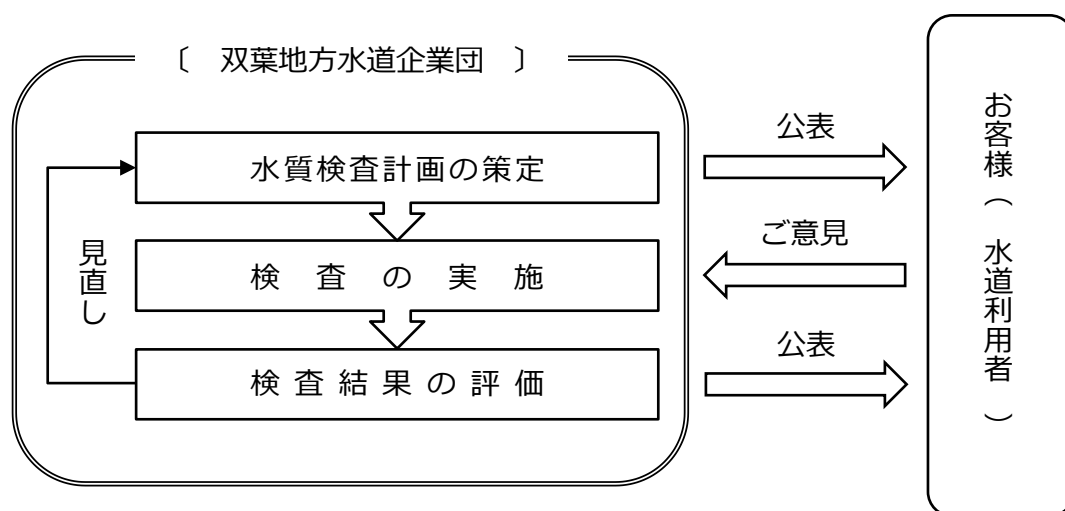 〔　双葉地方水道企業団　〕
水質検査計画の策定
検査の実施
検査結果の評価
見直し
公表
ご意見
公表
お客様（水道利用者）